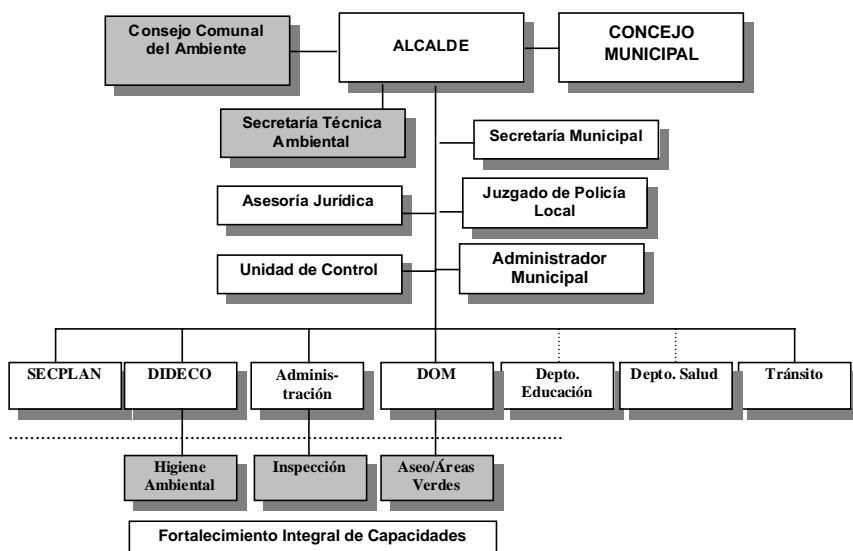 Consejo Comunal
del Ambiente
ALCALDE
CONCEJO
MUNICIPAL
Secretaría Técnica
Ambiental
Secretaría Municipal
Asesoría Jurídica
Juzgado de Policía
Local
Unidad de Control
Administrador
Municipal
SECPLAN
DIDECO
Adminis-
tración
DOM
Depto.
Educación
Depto. Salud
Tránsito
Higiene
Ambiental
Inspección
Aseo/Áreas
Verdes
Fortalecimiento Integral de Capacidades